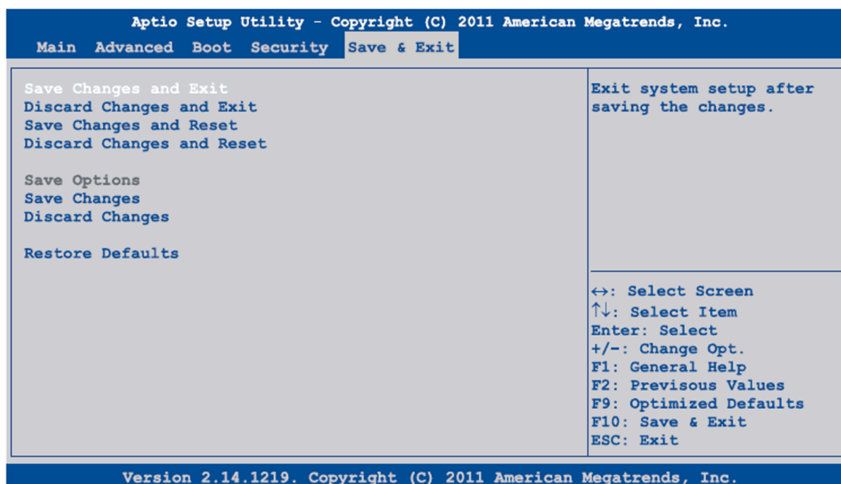 Aptio Setup Utility - Copyright (C) 2011 American Megatrends, Inc.
Main Advanced Boot Security Save & Exit
Save Changes and Exit
Discard Changes and Exit
Save Changes and Reset
Discard Changes and Reset
Save Options
Save Changes
Discard Changes
Restore Defaults
Exit system setup after
saving the changes.
↔: Select Screen
↑↓: Select Item
Enter: Select
+/-: Change Opt.
F1: General Help
F2: Previsous Values
F9: Optimized Defaults
F10: Save & Exit
ESC: Exit
Version 2.14.1219. Copyright (C) 2011 American Megatrends, Inc.